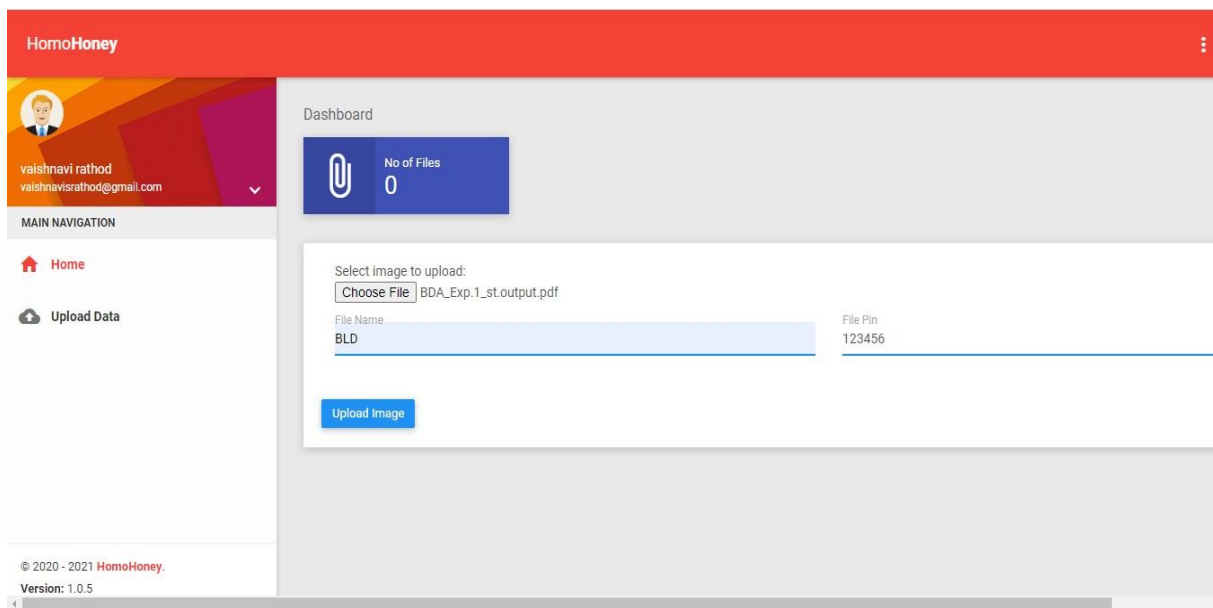 HomoHoney
vaishnavi rathod
vaishnavisrathod@gmail.com
MAIN NAVIGATION
Home
Upload Data
© 2020 - 2021 HomoHoney.
Version: 1.0.5
Dashboard
No of Files
0
Select image to upload:
Choose File BDA_Exp.1_st.output.pdf
File Name
BLD
File Pin
123456
Upload Image